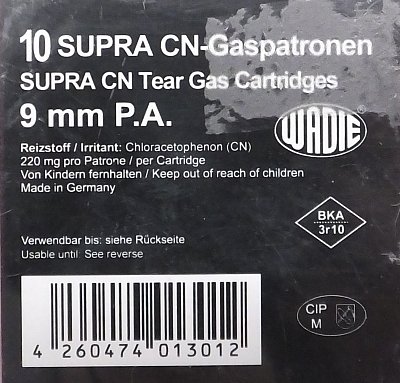 10 SUPRA CN-Gaspatronen
SUPRA CN Tear Gas Cartridges
9 mm P.A.
WADIE
Reizstoff / Irritant: Chloracetophenon (CN)
220 mg pro Patrone / per Cartridge
Von Kindern fernhalten / Keep out of reach of children
Made in Germany
BKA
3r10
Verwendbar bis: siehe Rückseite
Usable until: See reverse
CIP
M
4 260474 013012